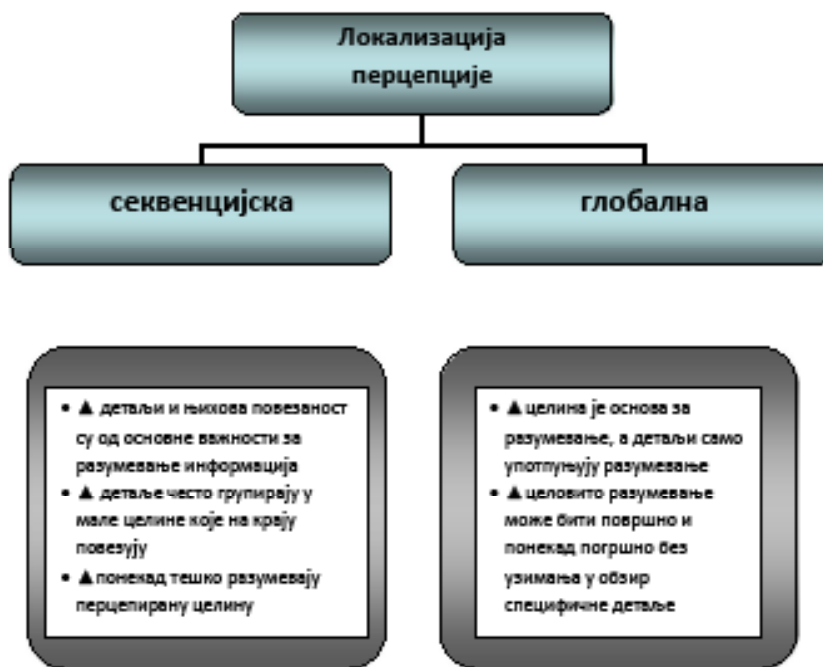 Локализација
перцепције
секвенцијска
глобална
• ▲ детаљи и њихова повезаност
су од основне важности за
разумевање информација
• ▲ детаље често групирају у
мале целине које на крају
повезују
• ▲понекад тешко разумевају
перцепирану целину
• ▲целина је основа за
разумевање, а детаљи само
употпуњују разумевање
• ▲целовито разумевање
може бити површно и
понекад погршно без
узимања у обзир
специфичне детаље